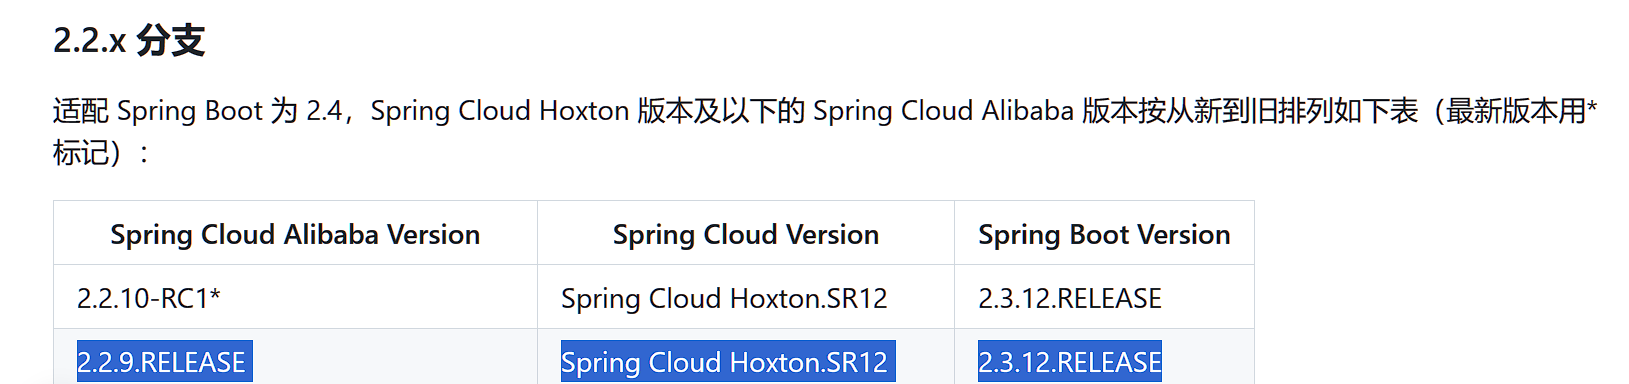 2.2.x 分支
适配 Spring Boot 为 2.4，Spring Cloud Hoxton 版本及以下的 Spring Cloud Alibaba 版本按从新到旧排列如下表（最新版本用*
标记）：
Spring Cloud Alibaba Version Spring Cloud Version Spring Boot Version
2.2.10-RC1* Spring Cloud Hoxton.SR12 2.3.12.RELEASE
2.2.9.RELEASE Spring Cloud Hoxton.SR12 2.3.12.RELEASE